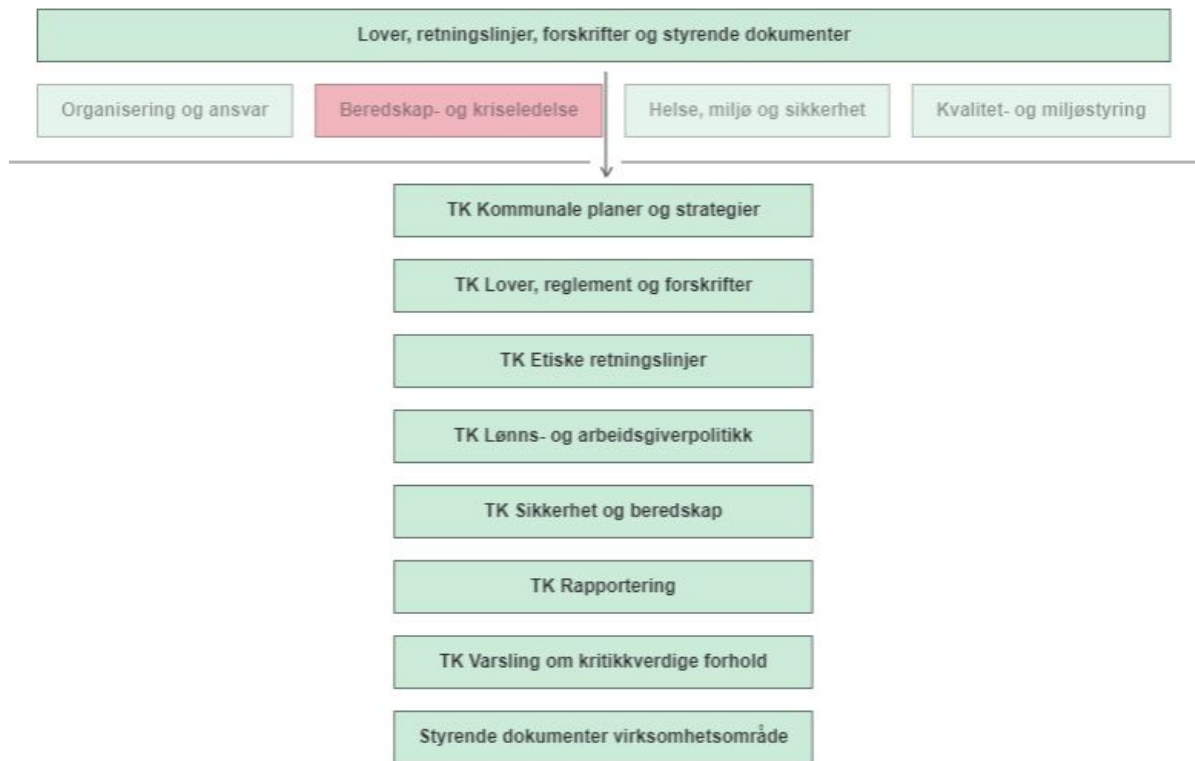 Lover, retningslinjer, forskrifter og styrende dokumenter
Organisering og ansvar
Beredskap- og kriseledelse
Helse, miljø og sikkerhet
Kvalitet- og miljøstyring
TK Kommunale planer og strategier
TK Lover, reglement og forskrifter
TK Etiske retningslinjer
TK Lønns- og arbeidsgiverpolitikk
TK Sikkerhet og beredskap
TK Rapportering
TK Varsling om kritikkverdige forhold
Styrende dokumenter virksomhetsområde